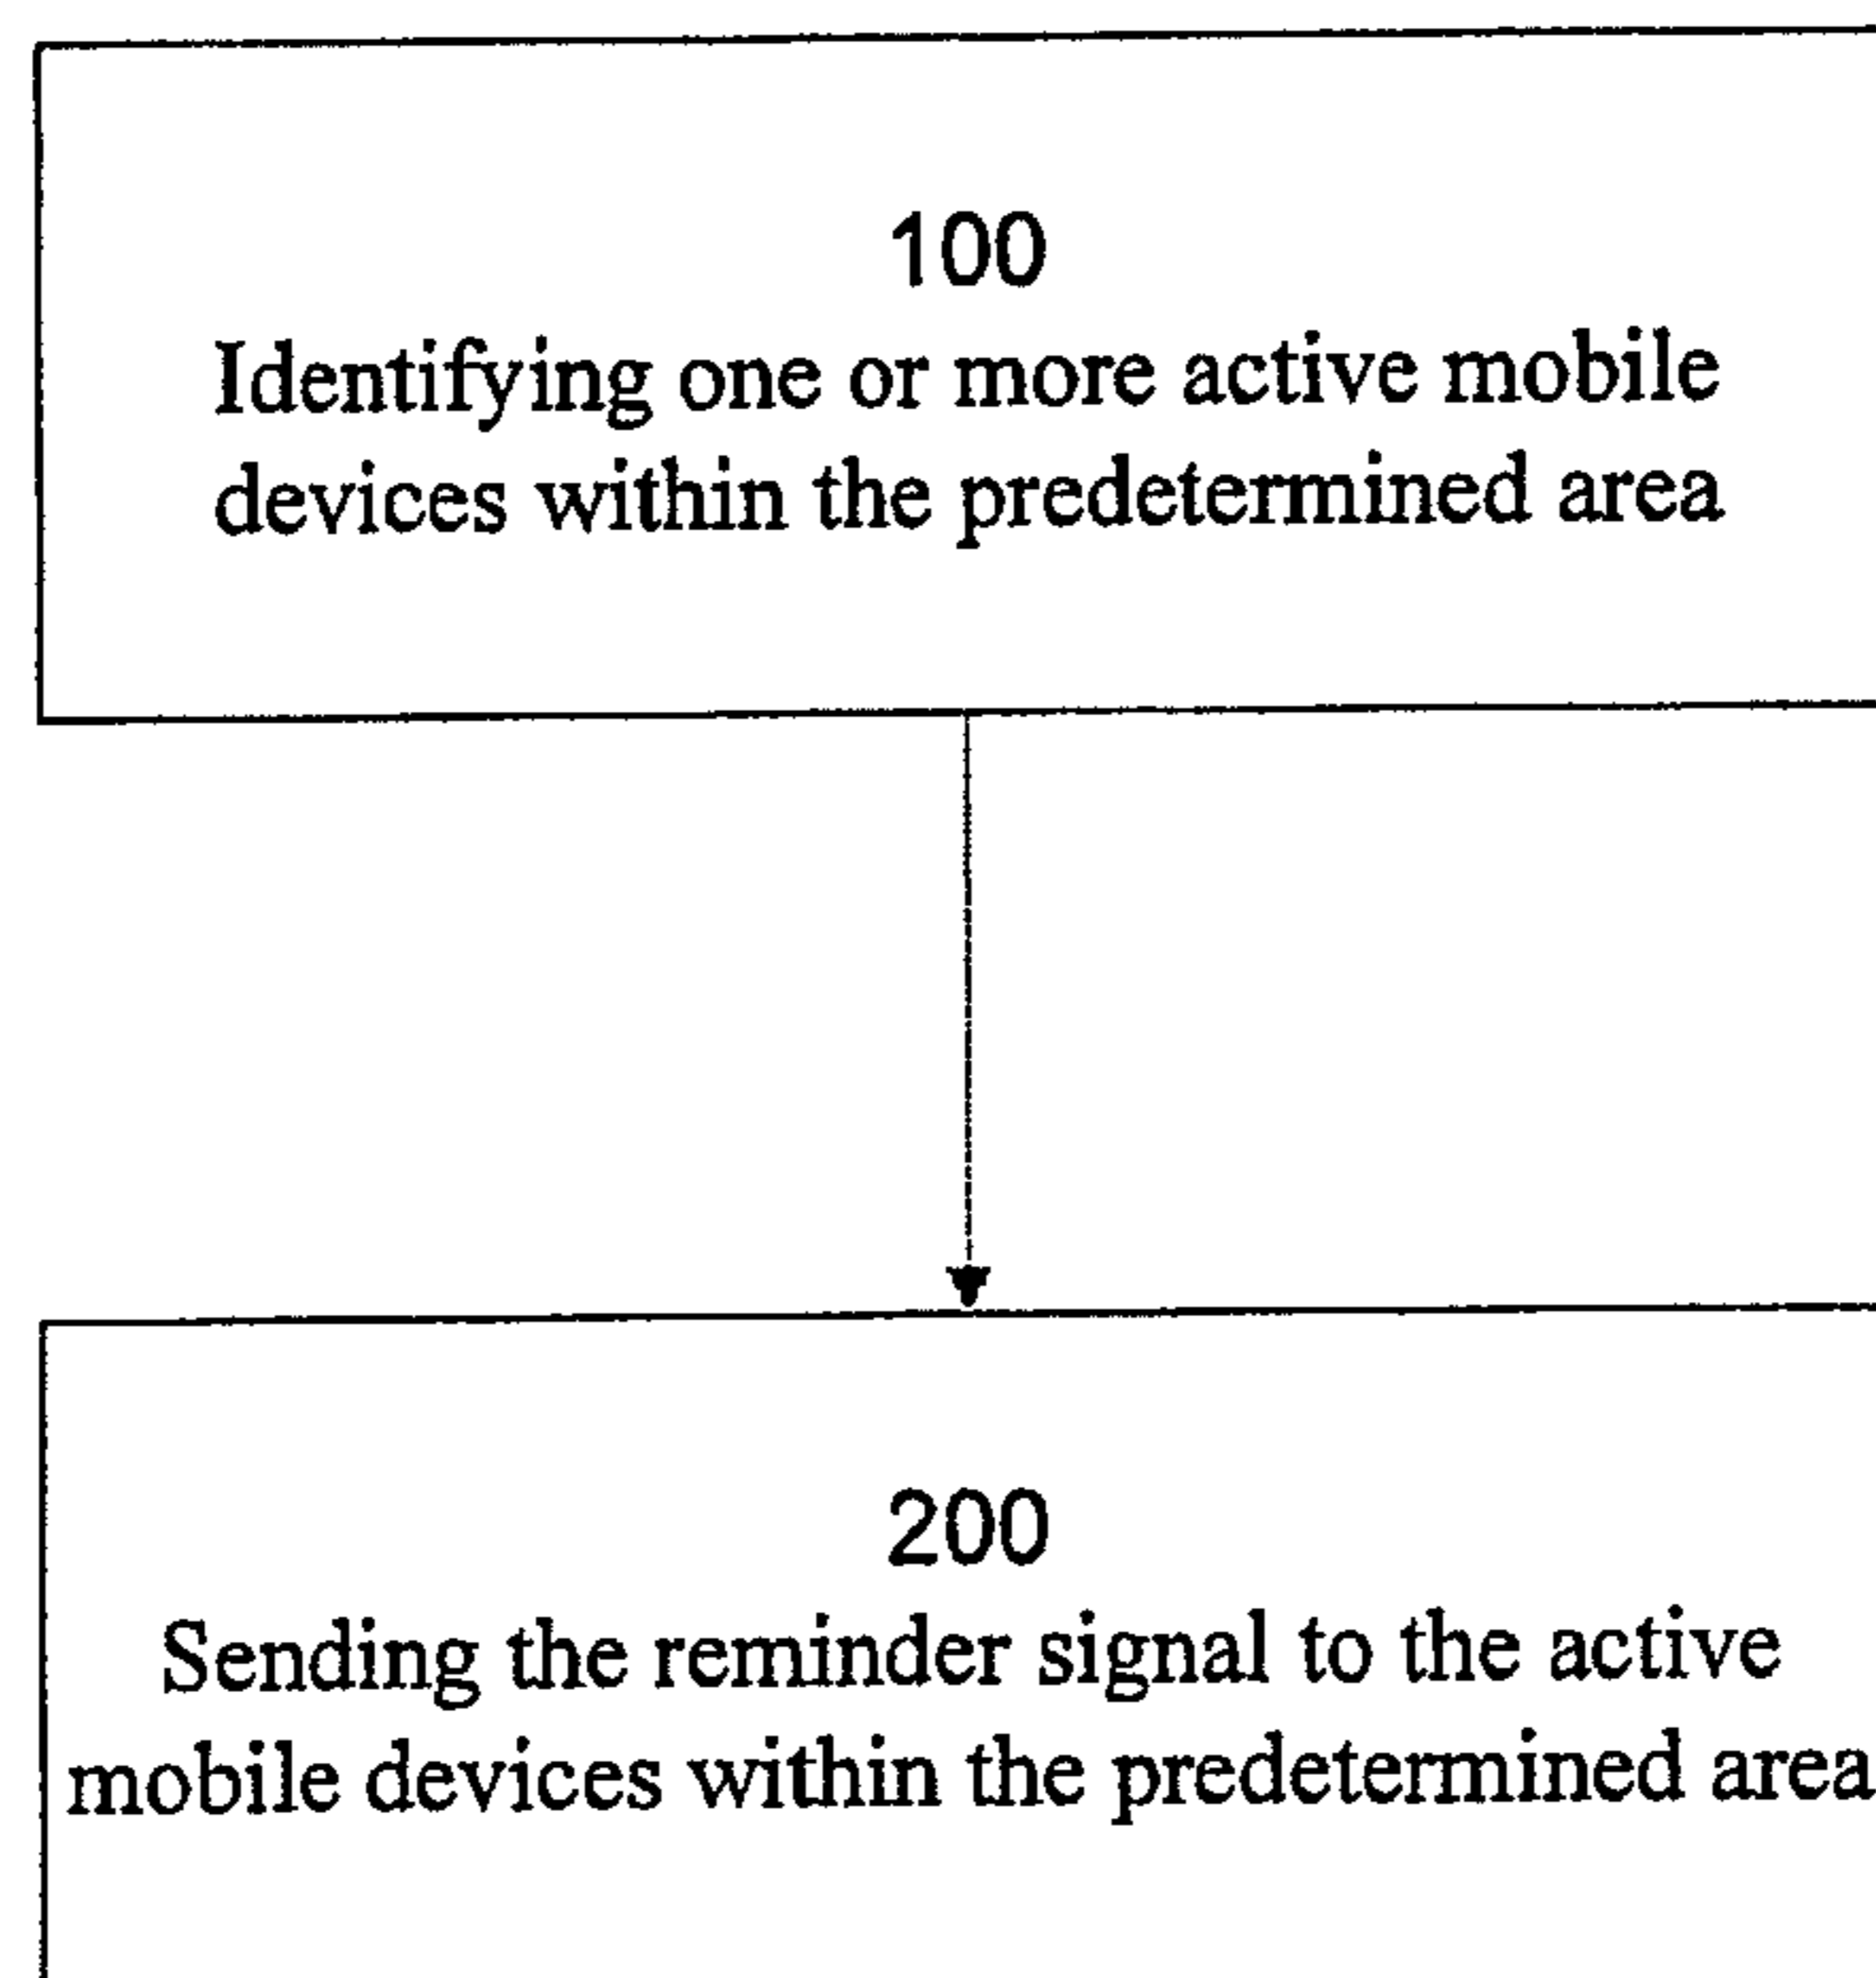 100
Identifying one or more active mobile
devices within the predetermined area
200
Sending the reminder signal to the active
mobile devices within the predetermined area